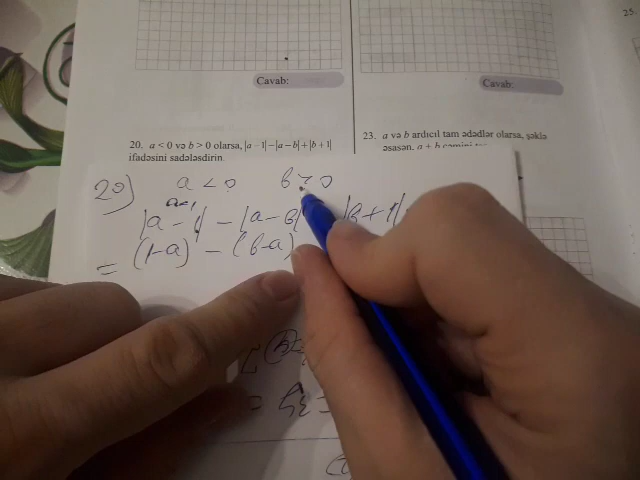 25.
Cavab:
Cavab:
20. a < 0 və b > 0 olarsa, |a − 1| − |a − b| + |b + 1|
ifadəsini sadələşdirin.
23. a və b ardıcıl tam ədədlər olarsa, şəklə
əsasən, a + b
20) a < 0 b > 0
|a − 1| − |a − b| |b + 1|
= (1-a) − (b-a)